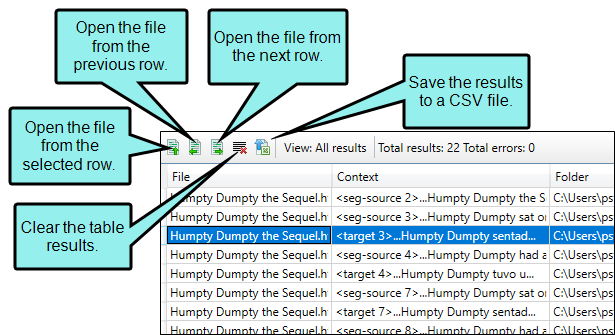 Open the file
from the
previous row.
Open the file from
the next row.
Save the results
to a CSV file.
Open the file
from the
selected row.
Clear the table
results.
View: All results Total results: 22 Total errors: 0
File Context Folder
Humpty Dumpty the Sequel.h <seg-source 2>...Humpty Dumpty the S C:\Users\ps
Humpty Dumpty the Sequel.h <seg-source 3>...Humpty Dumpty sat o C:\Users\ps
Humpty Dumpty the Sequel.h <target 3>...Humpty Dumpty sentad... C:\Users\ps
Humpty Dumpty the Sequel.h <seg-source 4>...Humpty Dumpty had a C:\Users\ps
Humpty Dumpty the Sequel.h <target 4>...Humpty Dumpty tuvo u... C:\Users\ps
Humpty Dumpty the Sequel.h <seg-source 7>...Humpty Dumpty sat o C:\Users\ps
Humpty Dumpty the Sequel.h <target 7>...Humpty Dumpty sentad... C:\Users\ps
Humpty Dumpty the Sequel.h <seg-source 8>...Humpty Dumpty had a C:\Users\ps